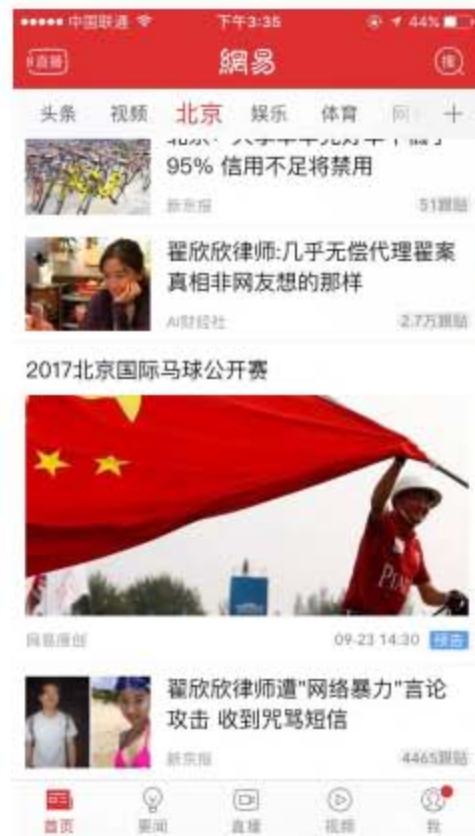 中国联通
下午3:35
44%
直播
網易
搜
头条 视频 北京 娱乐 体育
95% 信用不足将禁用
新京报
51跟贴
翟欣欣律师:几乎无偿代理翟案
真相非网友想的那样
AI财经社
2.7万跟贴
2017北京国际马球公开赛
网易原创
09-23 14:30
预告
翟欣欣律师遭"网络暴力"言论
攻击 收到咒骂短信
新京报
4465跟贴
首页 要闻 直播 视频 我